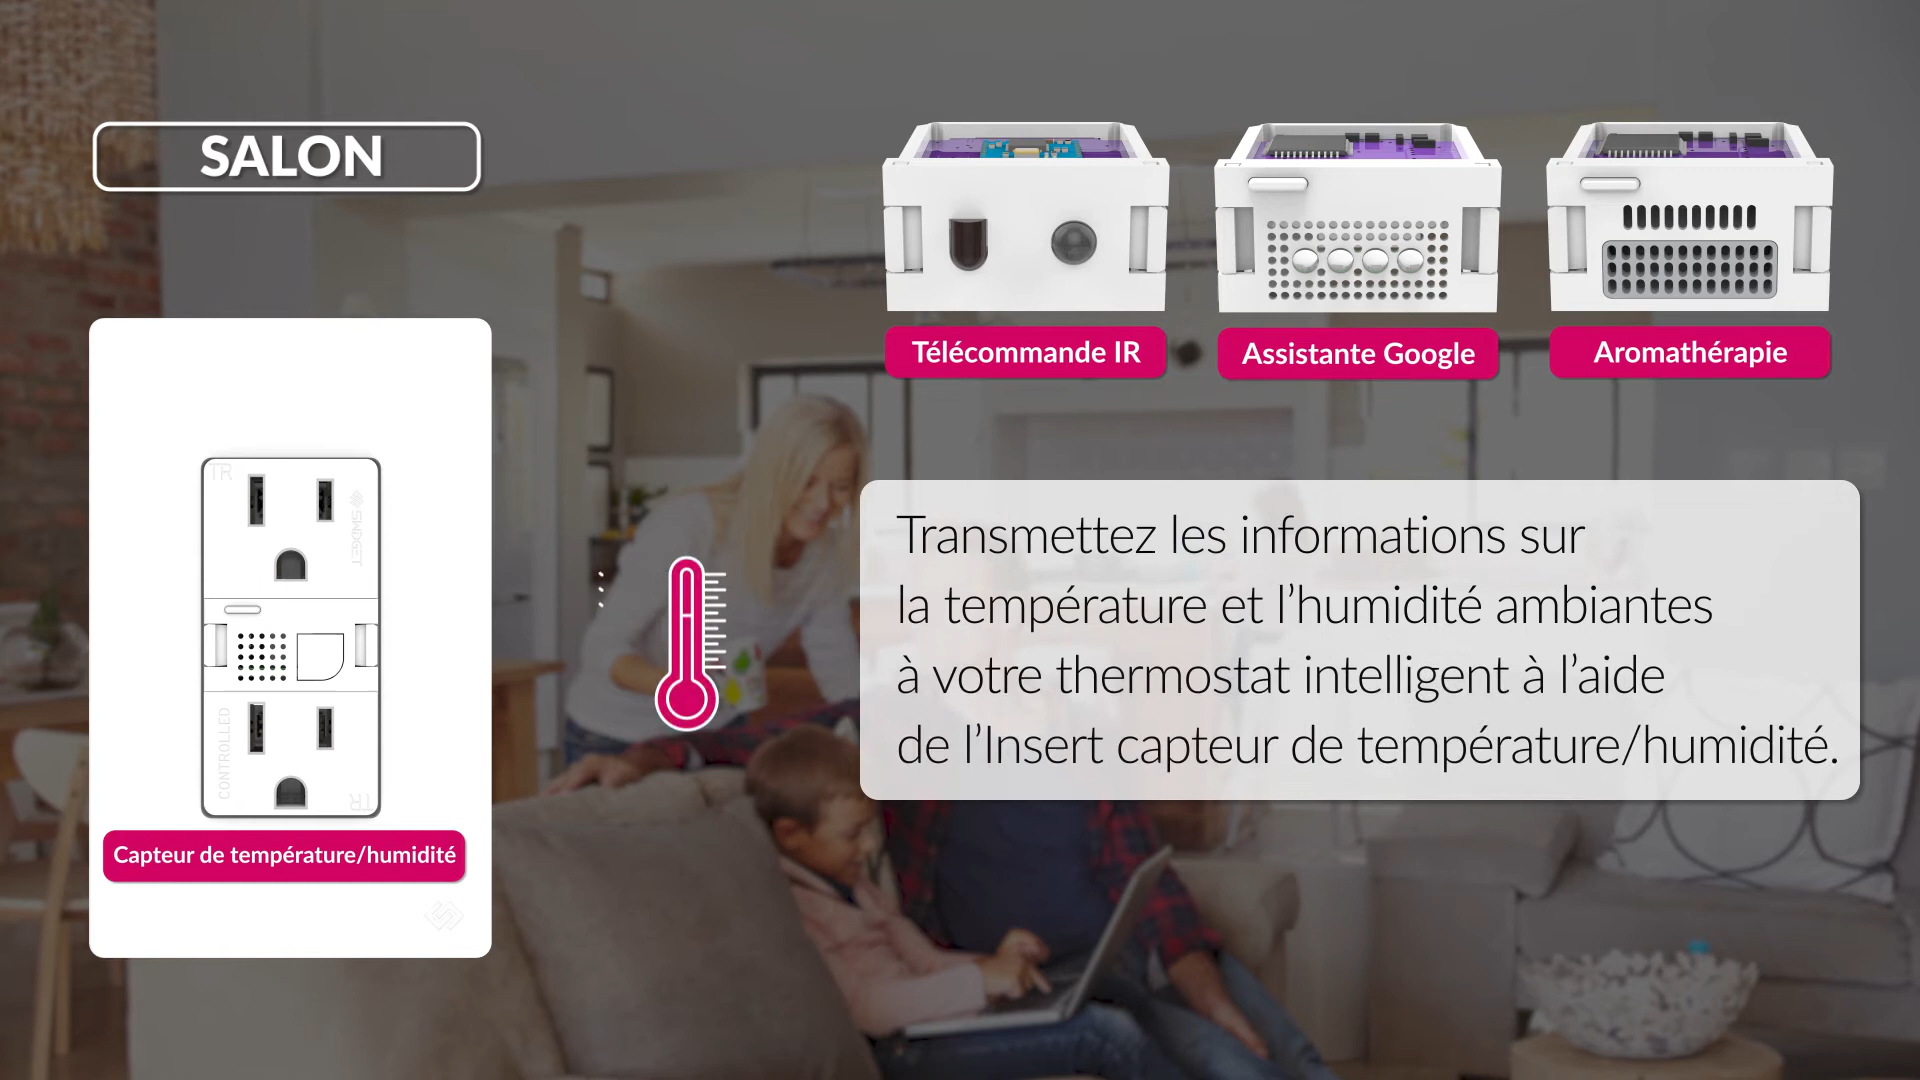 SALON
Télécommande IR
Assistante Google
Aromathérapie
TR
SMDGET
CONTROLLED
TR
Capteur de température/humidité
Transmettez les informations sur
la température et l’humidité ambiantes
à votre thermostat intelligent à l’aide
de l’Insert capteur de température/humidité.